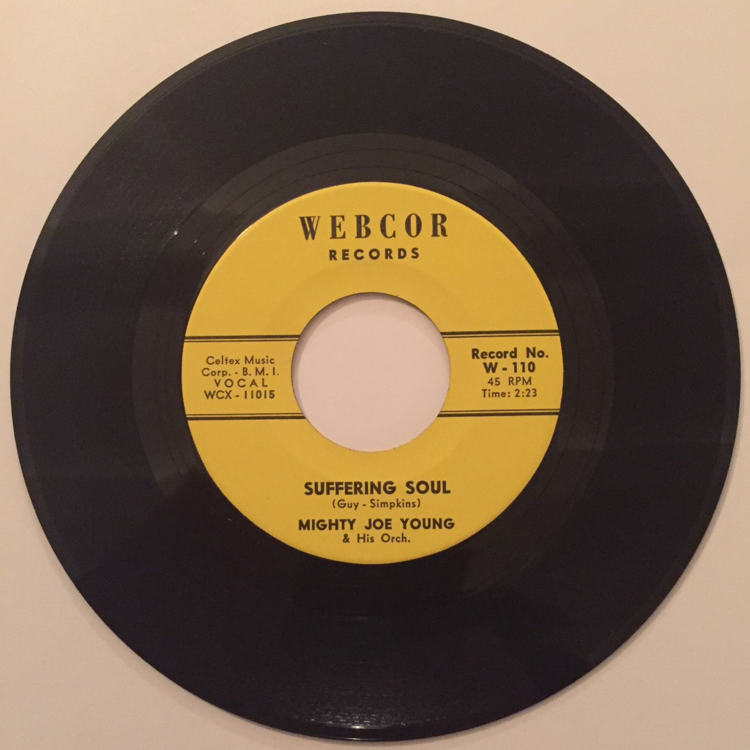 WEBCOR
RECORDS
Celtex Music
Corp. - B. M. I.
VOCAL
WCX - 11015
Record No.
W - 110
45 RPM
Time: 2:23
SUFFERING SOUL
(Guy - Simpkins)
MIGHTY JOE YOUNG
& His Orch.